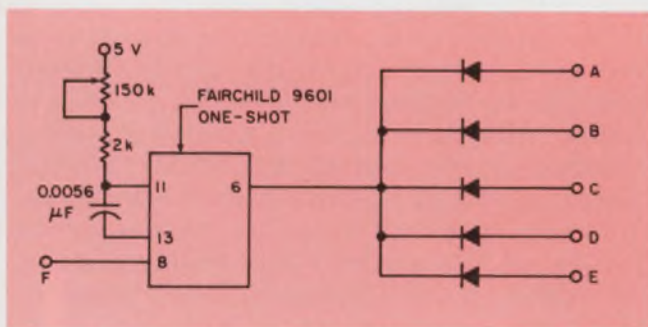 5 V
150k
FAIRCHILD 9601
ONE-SHOT
2k
0.0056
µF
11
6
13
8
F
A
B
C
D
E